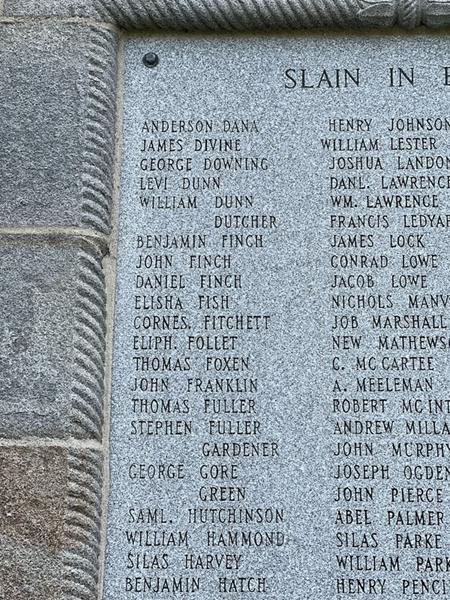 SLAIN IN
ANDERSON DANA
JAMES DIVINE
GEORGE DOWNING
LEVI DUNN
WILLIAM DUNN
DUTCHER
BENJAMIN FINCH
JOHN FINCH
DANIEL FINCH
ELISHA FISH
CORNES. FITCHETT
ELIPH. FOLLET
THOMAS FOXEN
JOHN FRANKLIN
THOMAS FULLER
STEPHEN FULLER
GARDENER
GEORGE GORE
GREEN
SAML. HUTCHINSON
WILLIAM HAMMOND
SILAS HARVEY
BENJAMIN HATCH
HENRY JOHNSON
WILLIAM LESTER
JOSHUA LANDON
DANL. LAWRENCE
WM. LAWRENCE
FRANCIS LEDYAR
JAMES LOCK
CONRAD LOWE
JACOB LOWE
NICHOLS MANV
JOB MARSHALL
NEW MATHEWS
C. MC CARTEE
A. MEELEMAN
ROBERT MC INT
ANDREW MILLA
JOHN MURPHY
JOSEPH OGDEN
JOHN PIERCE
ABEL PALMER
SILAS PARKE
WILLIAM PARK
HENRY PENCI